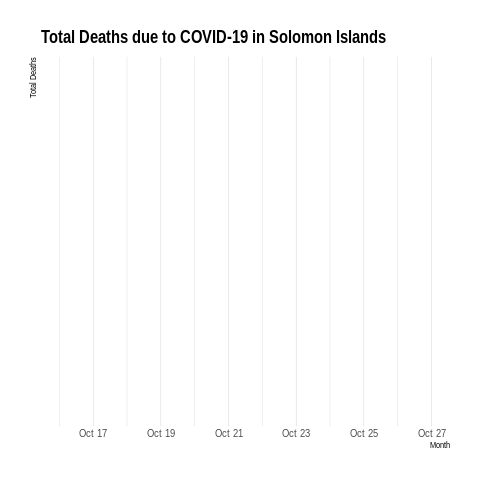 Total Deaths due to COVID-19 in Solomon Islands
Total Deaths
Oct 17 Oct 19 Oct 21 Oct 23 Oct 25 Oct 27
Month